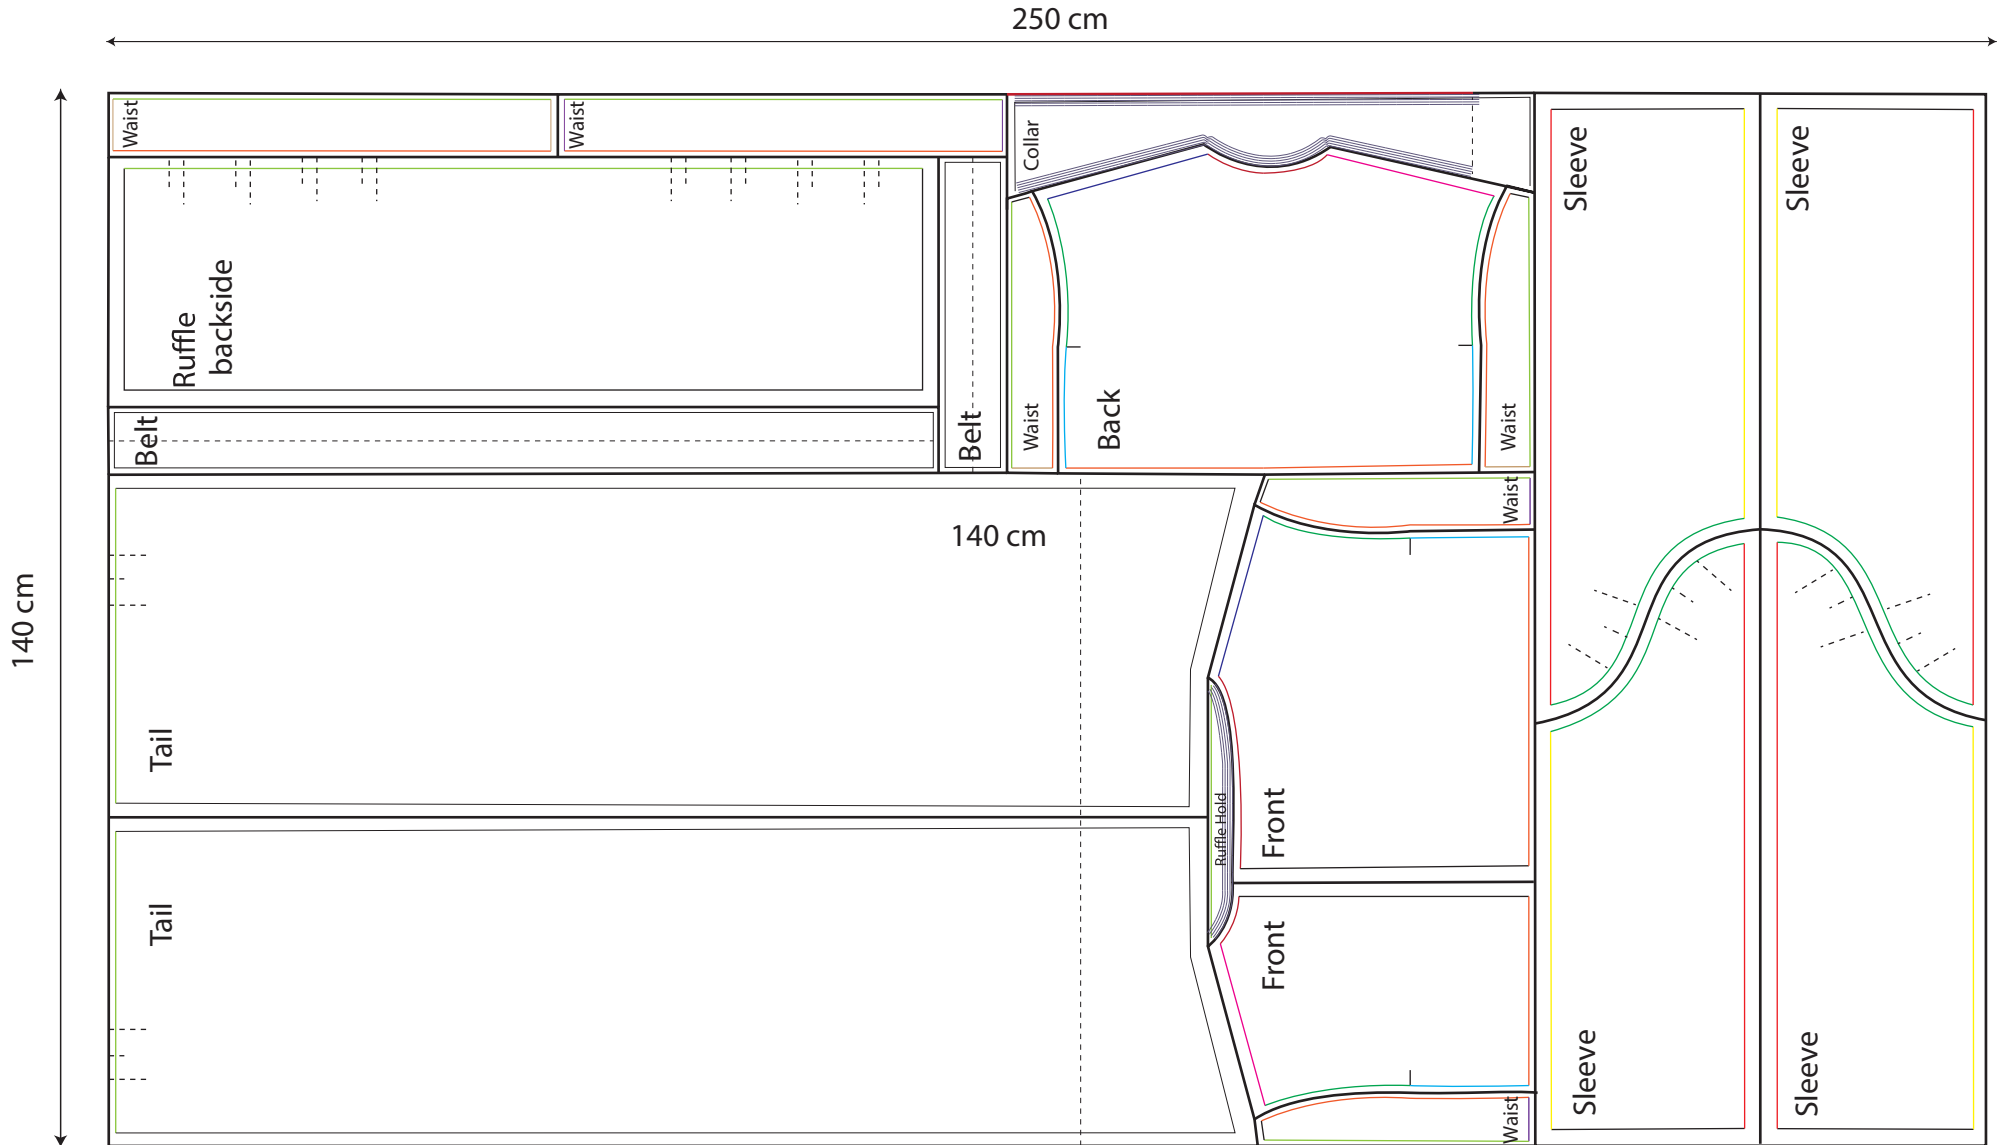 250 cm
140 cm
Waist
Waist
Collar
Sleeve
Sleeve
Ruffle
backside
Belt
Belt
Waist
Back
Waist
140 cm
Waist
Tail
Ruffle Hold
Front
Tail
Front
Sleeve
Sleeve
Waist